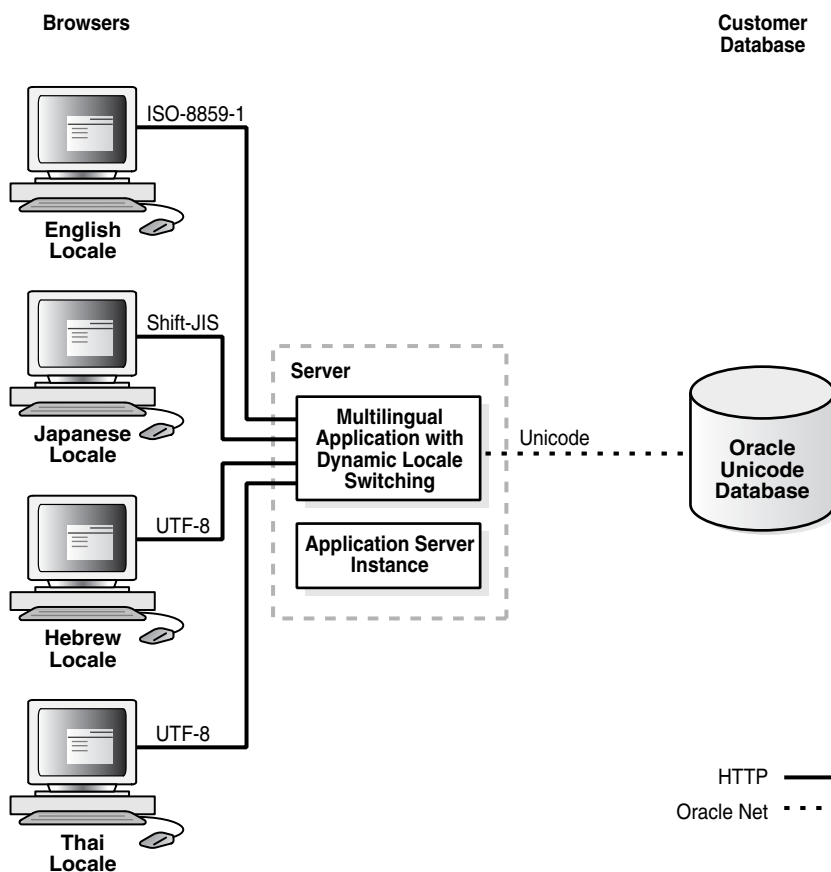 Browsers
Customer
Database
ISO-8859-1
English
Locale
Shift-JIS
Japanese
Locale
Server
Multilingual
Application with
Dynamic Locale
Switching
Unicode
Oracle
Unicode
Database
UTF-8
Application Server
Instance
Hebrew
Locale
UTF-8
Thai
Locale
HTTP
Oracle Net